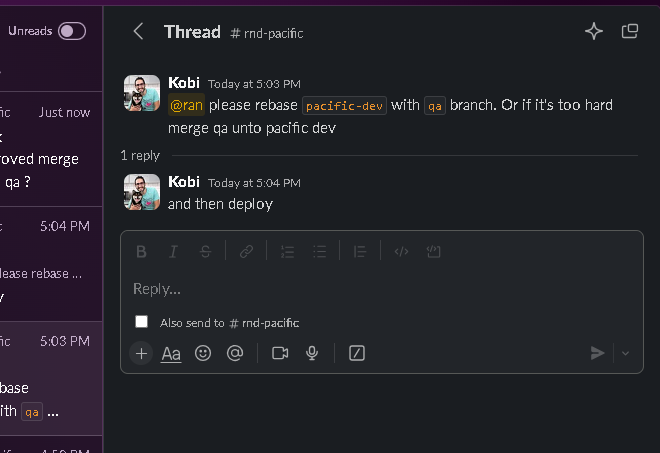 Unreads
Thread # rnd-pacific
Just now
roved merge
qa ?
5:04 PM
lease rebase ...
5:03 PM
base
ith qa ...
Kobi Today at 5:03 PM
@ran please rebase pacific-dev with qa branch. Or if it's too hard
merge qa unto pacific dev
1 reply
Kobi Today at 5:04 PM
and then deploy
B I S
Reply...
Also send to # rnd-pacific
Aa